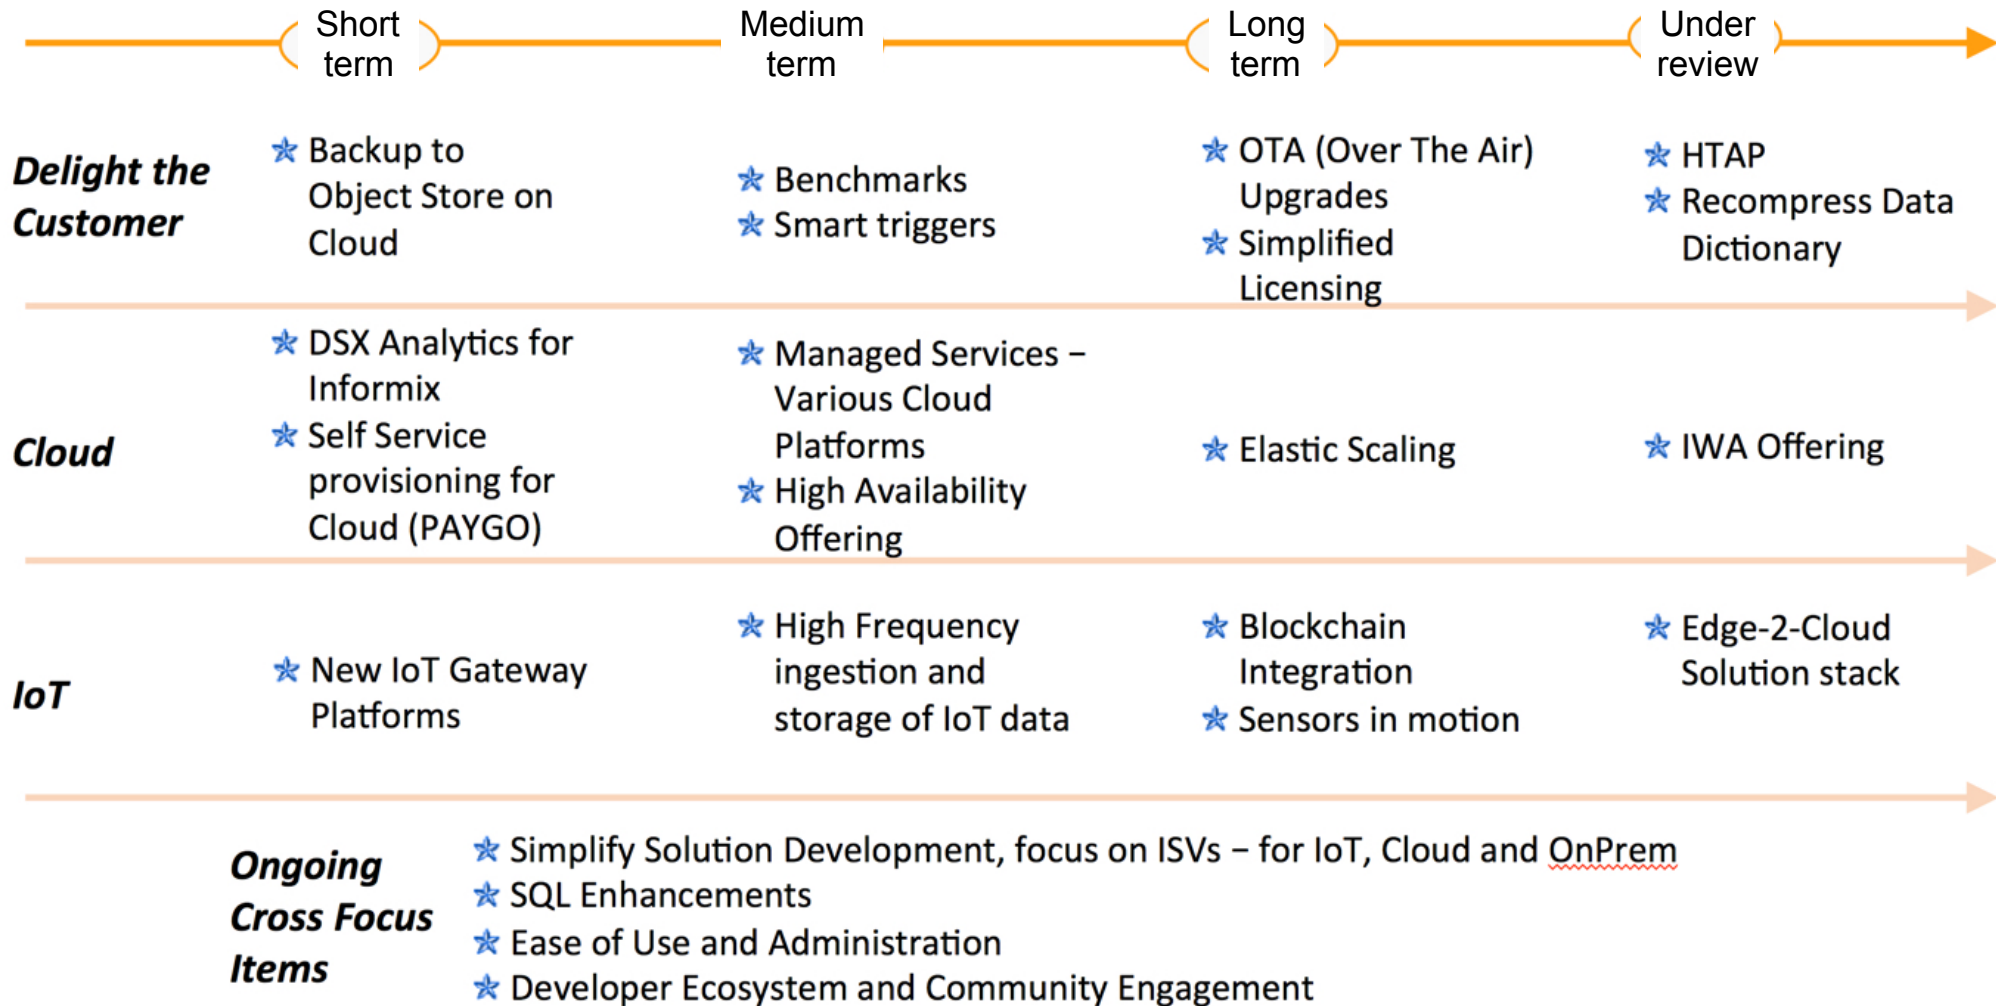 Short
term
Medium
term
Long
term
Under
review
Delight the
Customer
Backup to
Object Store on
Cloud
Benchmarks
Smart triggers
OTA (Over The Air)
Upgrades
Simplified
Licensing
HTAP
Recompress Data
Dictionary
Cloud
DSX Analytics for
Informix
Self Service
provisioning for
Cloud (PAYGO)
Managed Services –
Various Cloud
Platforms
High Availability
Offering
Elastic Scaling
IWA Offering
IoT
New IoT Gateway
Platforms
High Frequency
ingestion and
storage of IoT data
Blockchain
Integration
Sensors in motion
Edge-2-Cloud
Solution stack
Ongoing
Cross Focus
Items
Simplify Solution Development, focus on ISVs – for IoT, Cloud and OnPrem
SQL Enhancements
Ease of Use and Administration
Developer Ecosystem and Community Engagement